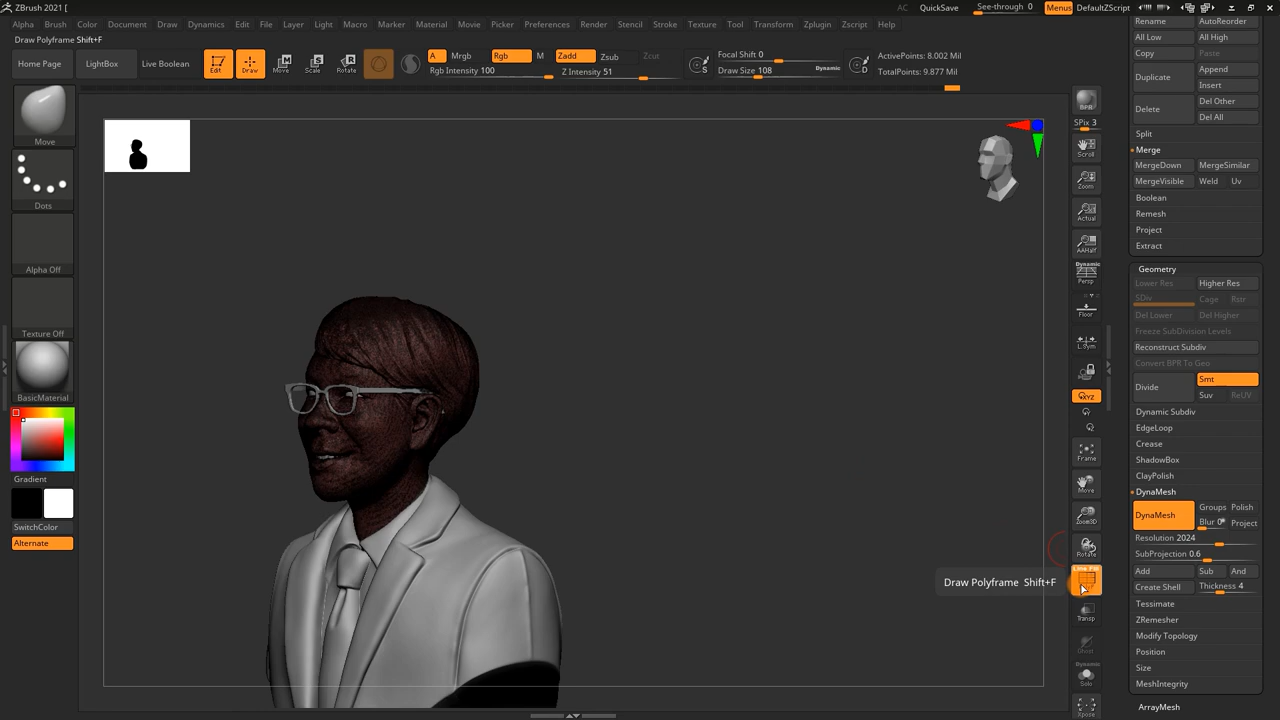 ZBrush 2021 [
AC QuickSave See-through 0 Menus DefaultZScript
Alpha Brush Color Document Draw Dynamics Edit File Layer Light Macro Marker Material Movie Picker Preferences Render Stencil Stroke Texture Tool Transform Zplugin Zscript Help
Draw Polyframe Shift+F
Home Page LightBox Live Boolean
Edit Draw Move Scale Rotate
A Mrgb Rgb M Zadd Zsub Zcut
Rgb Intensity 100 Z Intensity 51
S
Focal Shift 0
Draw Size 108 Dynamic
D
ActivePoints: 8.002 Mil
TotalPoints: 9.877 Mil
Move
Dots
Alpha Off
Texture Off
BasicMaterial
Gradient
SwitchColor
Alternate
BPR
SPix 3
Scroll
Zoom
Actual
AAHalf
Dynamic
Persp
Floor
L.Sym
XYZ
Frame
Move
Zoom3D
Rotate
Draw Polyframe Shift+F
Transp
Ghost
Dynamic
Solo
Xpose
Rename AutoReorder
All Low All High
Copy Paste
Duplicate Append
Insert
Delete Del Other
Del All
Split
Merge
MergeDown MergeSimilar
MergeVisible Weld Uv
Boolean
Remesh
Project
Extract
Geometry
Lower Res Higher Res
SDiv Cage Rstr
Del Lower Del Higher
Freeze SubDivision Levels
Reconstruct Subdiv
Convert BPR To Geo
Divide Smt
Suv ReUV
Dynamic Subdiv
EdgeLoop
Crease
ShadowBox
ClayPolish
DynaMesh
DynaMesh Groups Polish
Blur 0 Project
Resolution 2024
SubProjection 0.6
Add Sub And
Create Shell Thickness 4
Tessimate
ZRemesher
Modify Topology
Position
Size
MeshIntegrity
ArrayMesh